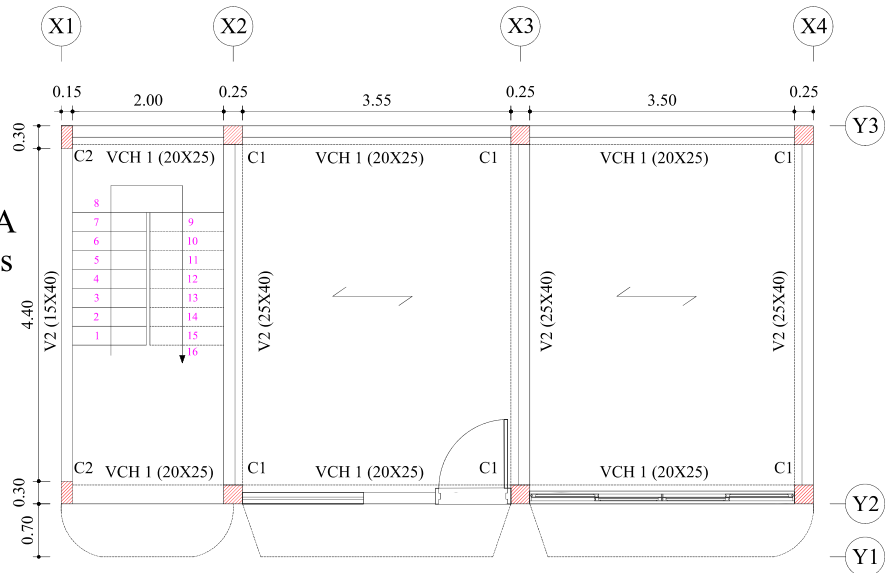 X1 X2 X3 X4
0.15 0.25 0.25 0.25
2.00 3.55 3.50
Y3
0.30
C2 VCH 1 (20X25) C1 VCH 1 (20X25) C1 VCH 1 (20X25) C1
8
A
7 9
6 10
s
5 11
4 12
3 13
2 14
1 15
16
4.40
V2 (15X40)
V2 (25X40)
V2 (25X40)
V2 (25X40)
C2 VCH 1 (20X25) C1 VCH 1 (20X25) C1 VCH 1 (20X25) C1
0.30
Y2
0.70
Y1